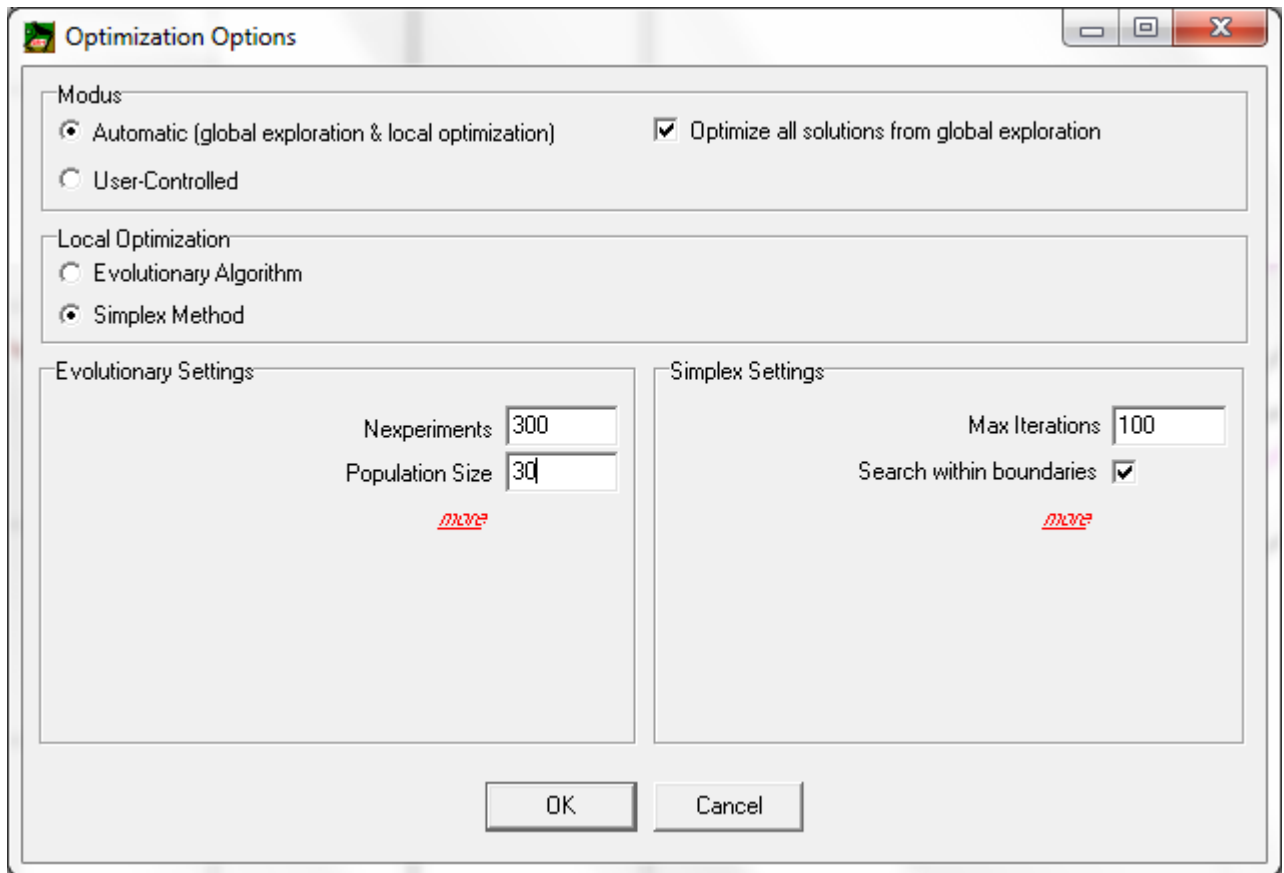 Optimization Options
Modus
Automatic (global exploration & local optimization)
Optimize all solutions from global exploration
User-Controlled
Local Optimization
Evolutionary Algorithm
Simplex Method
Evolutionary Settings
Nexperiments 300
Population Size 30
more
Simplex Settings
Max Iterations 100
Search within boundaries
more
OK
Cancel